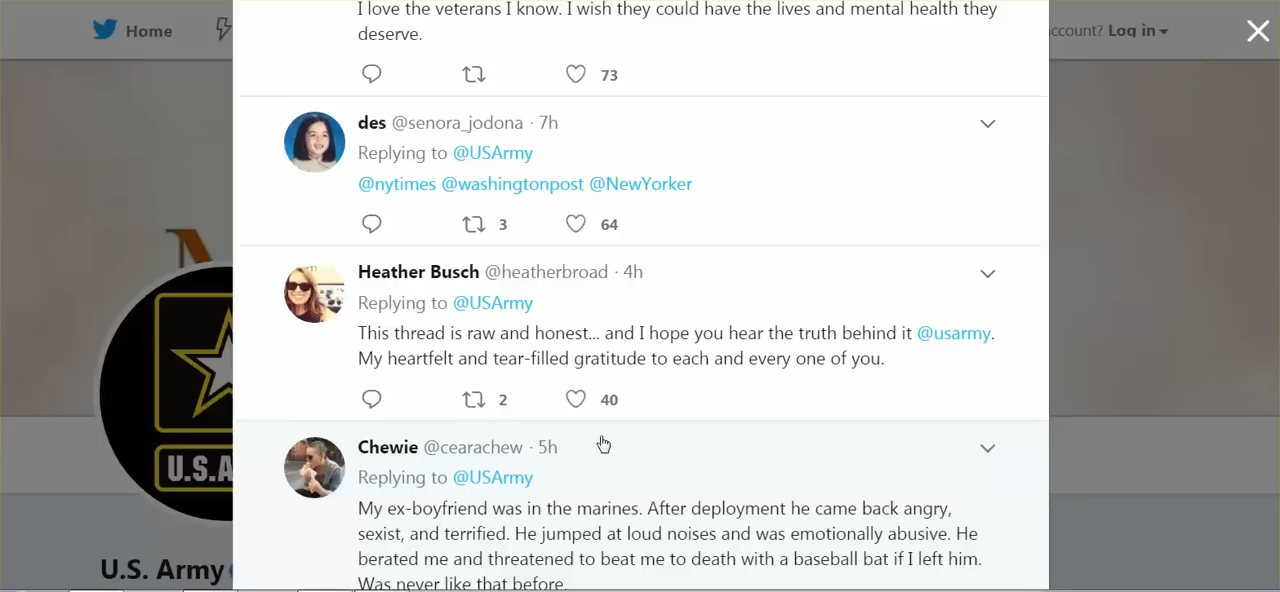 I love the veterans I know. I wish they could have the lives and mental health they
deserve.
Home
ccount? Log in
73
des @senora_jodona · 7h
Replying to @USArmy
@nytimes @washingtonpost @NewYorker
3 64
Heather Busch @heatherbroad · 4h
Replying to @USArmy
This thread is raw and honest... and I hope you hear the truth behind it @usarmy.
My heartfelt and tear-filled gratitude to each and every one of you.
2 40
Chewie @cearachew · 5h
Replying to @USArmy
My ex-boyfriend was in the marines. After deployment he came back angry,
sexist, and terrified. He jumped at loud noises and was emotionally abusive. He
berated me and threatened to beat me to death with a baseball bat if I left him.
Was never like that before.
U.S.A
U.S. Army